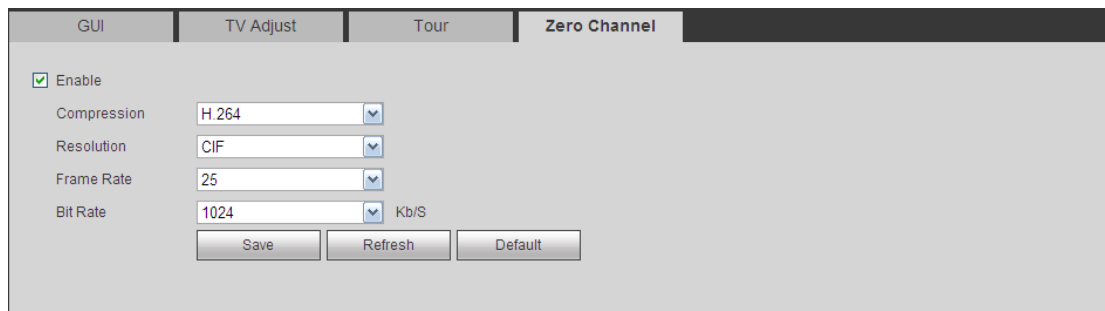 GUI TV Adjust Tour Zero Channel
Enable
Compression H.264
Resolution CIF
Frame Rate 25
Bit Rate 1024 Kb/S
Save Refresh Default